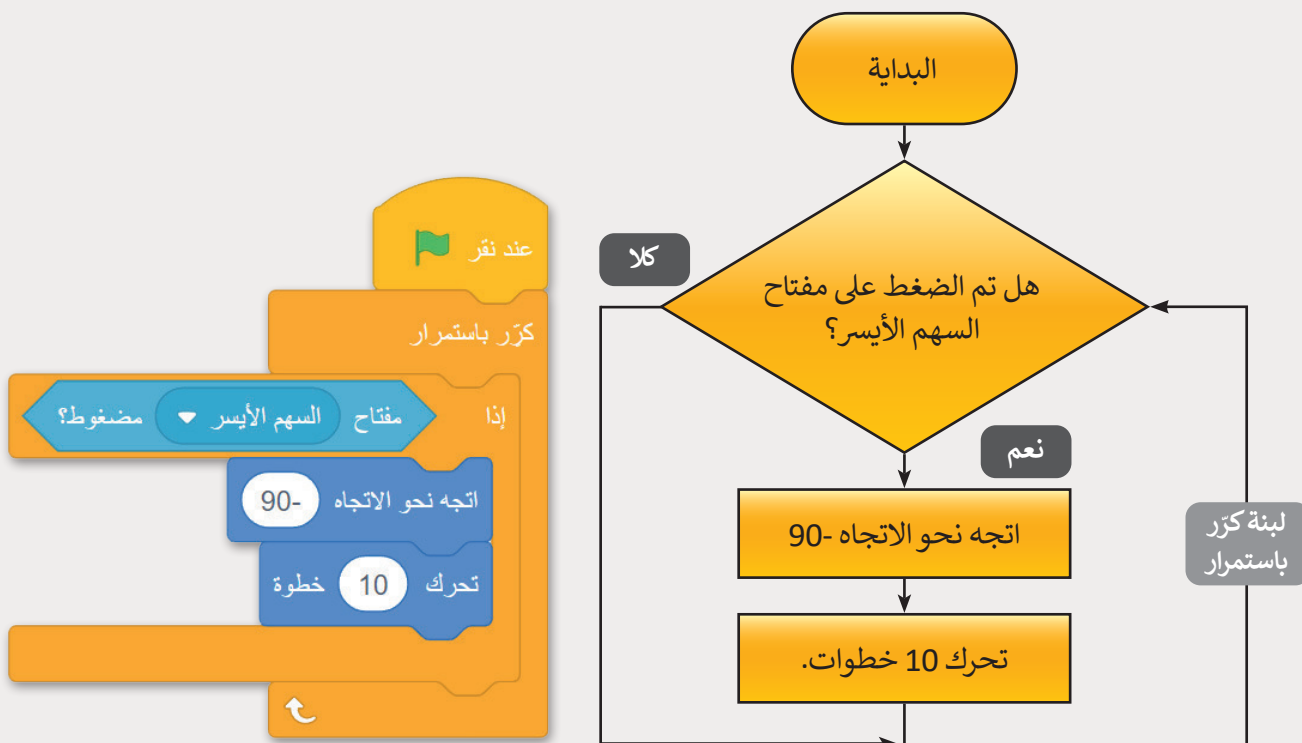 البداية
هل تم الضغط على مفتاح
السهم الأيسر؟
كلا
نعم
اتجه نحو الاتجاه -90
تحرك 10 خطوات.
لبنة كرّر
باستمرار
عند نقر
كرّر باستمرار
إذا مفتاح السهم الأيسر مضغوط؟
اتجه نحو الاتجاه -90
تحرك 10 خطوة